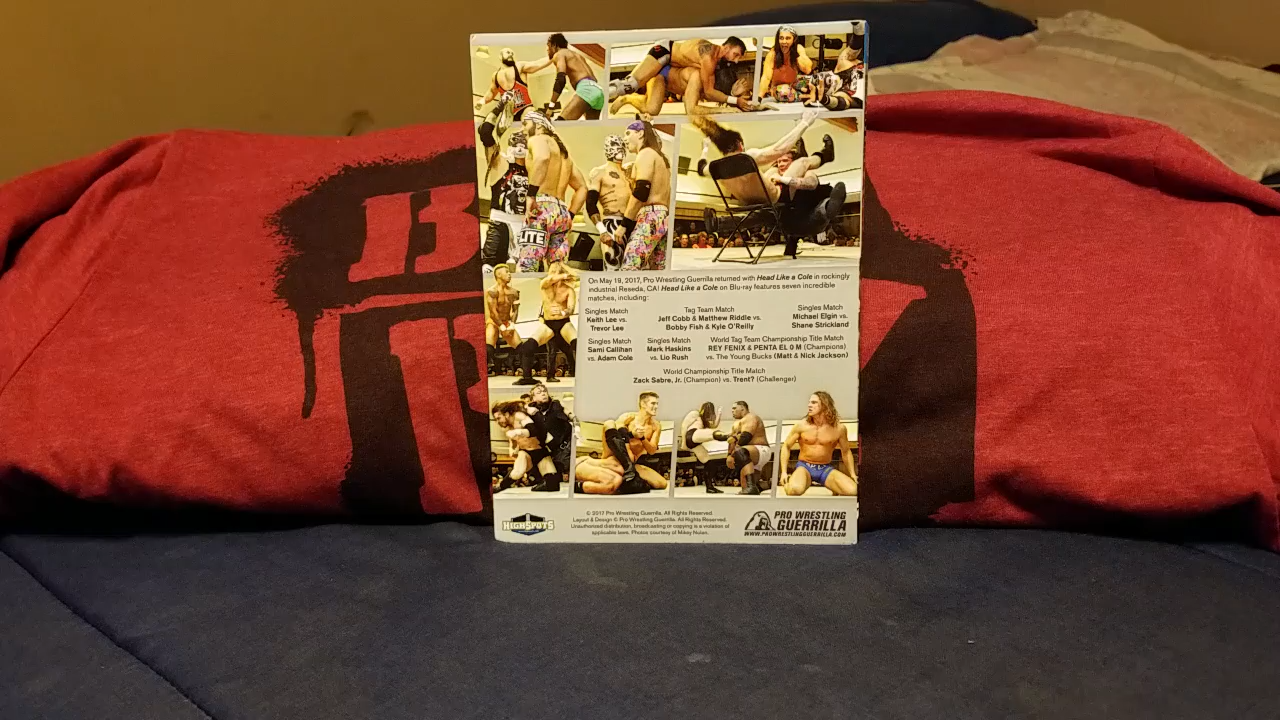 LITE
On May 19, 2017, Pro Wrestling Guerrilla returned with Head Like a Cole in rockingly
industrial Reseda, CA! Head Like a Cole on Blu-ray features seven incredible
matches, including:
Singles Match
Keith Lee vs.
Trevor Lee
Tag Team Match
Jeff Cobb & Matthew Riddle vs.
Bobby Fish & Kyle O'Reilly
Singles Match
Michael Elgin vs.
Shane Strickland
Singles Match
Sami Callihan
vs. Adam Cole
Singles Match
Mark Haskins
vs. Lio Rush
World Tag Team Championship Title Match
REY FENIX & PENTA EL 0 M (Champions)
vs. The Young Bucks (Matt & Nick Jackson)
World Championship Title Match
Zack Sabre, Jr. (Champion) vs. Trent? (Challenger)
HIGHSPOTS
© 2017 Pro Wrestling Guerrilla. All Rights Reserved.
Layout & Design © Pro Wrestling Guerrilla. All Rights Reserved.
Unauthorized distribution, broadcasting or copying is a violation of
applicable laws. Photos courtesy of Mikey Nolan.
PRO WRESTLING
GUERRILLA
WWW.PROWRESTLINGGUERRILLA.COM